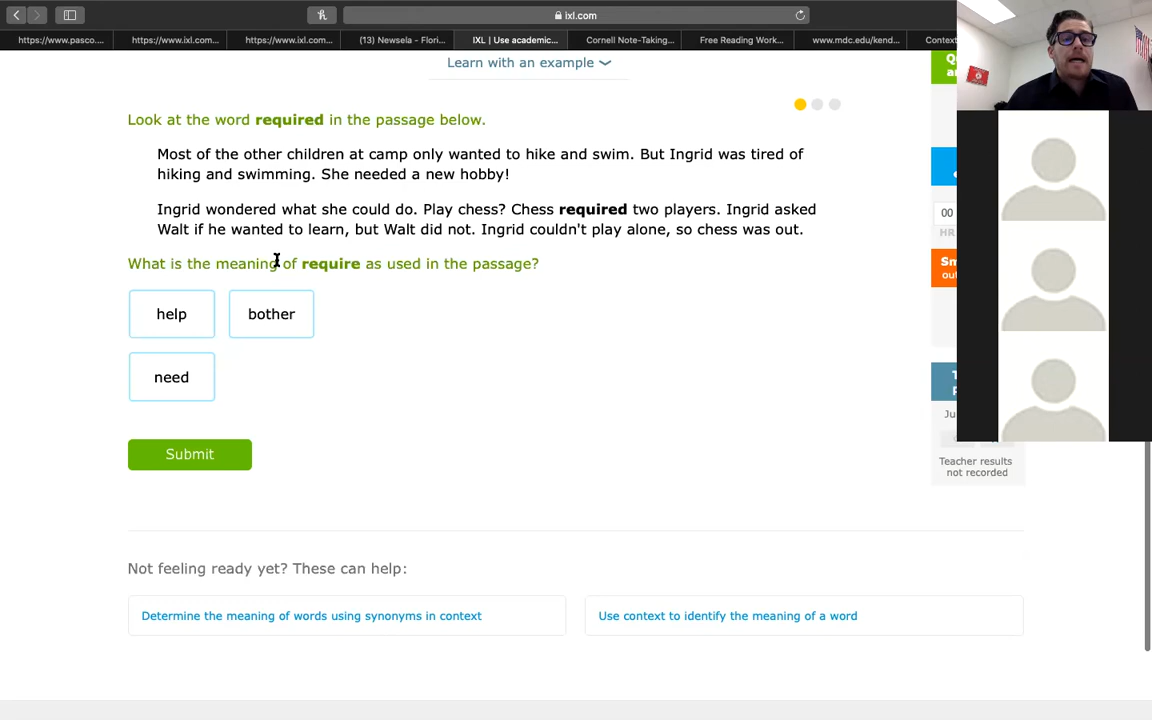 ixl.com
https://www.pasco....
https://www.ixl.com...
https://www.ixl.com...
(13) Newsela - Flori...
IXL | Use academic...
Cornell Note-Taking...
Free Reading Work...
www.mdc.edu/kend...
Context
Learn with an example
Look at the word required in the passage below.
Most of the other children at camp only wanted to hike and swim. But Ingrid was tired of
hiking and swimming. She needed a new hobby!
Ingrid wondered what she could do. Play chess? Chess required two players. Ingrid asked
Walt if he wanted to learn, but Walt did not. Ingrid couldn't play alone, so chess was out.
What is the meaning of require as used in the passage?
help
bother
need
Submit
00
HR
Sm
out
Ju
Teacher results
not recorded
Not feeling ready yet? These can help:
Determine the meaning of words using synonyms in context
Use context to identify the meaning of a word